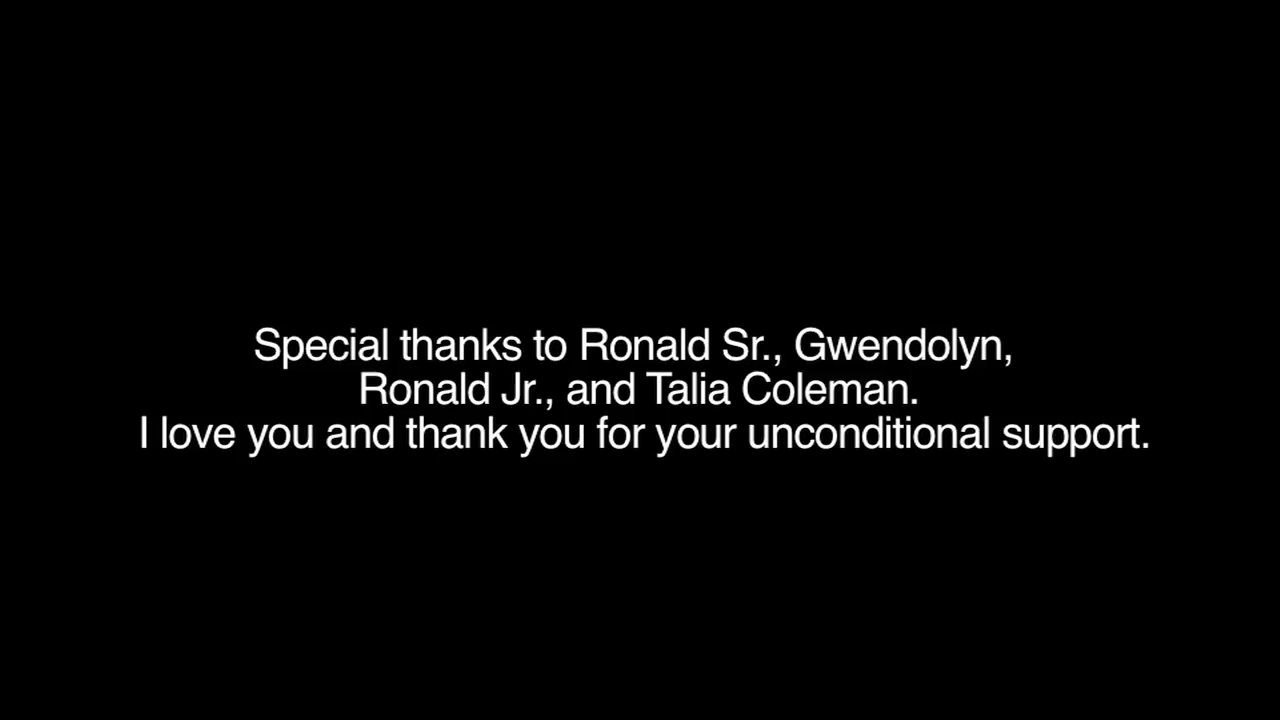 Special thanks to Ronald Sr., Gwendolyn,
Ronald Jr., and Talia Coleman.
I love you and thank you for your unconditional support.